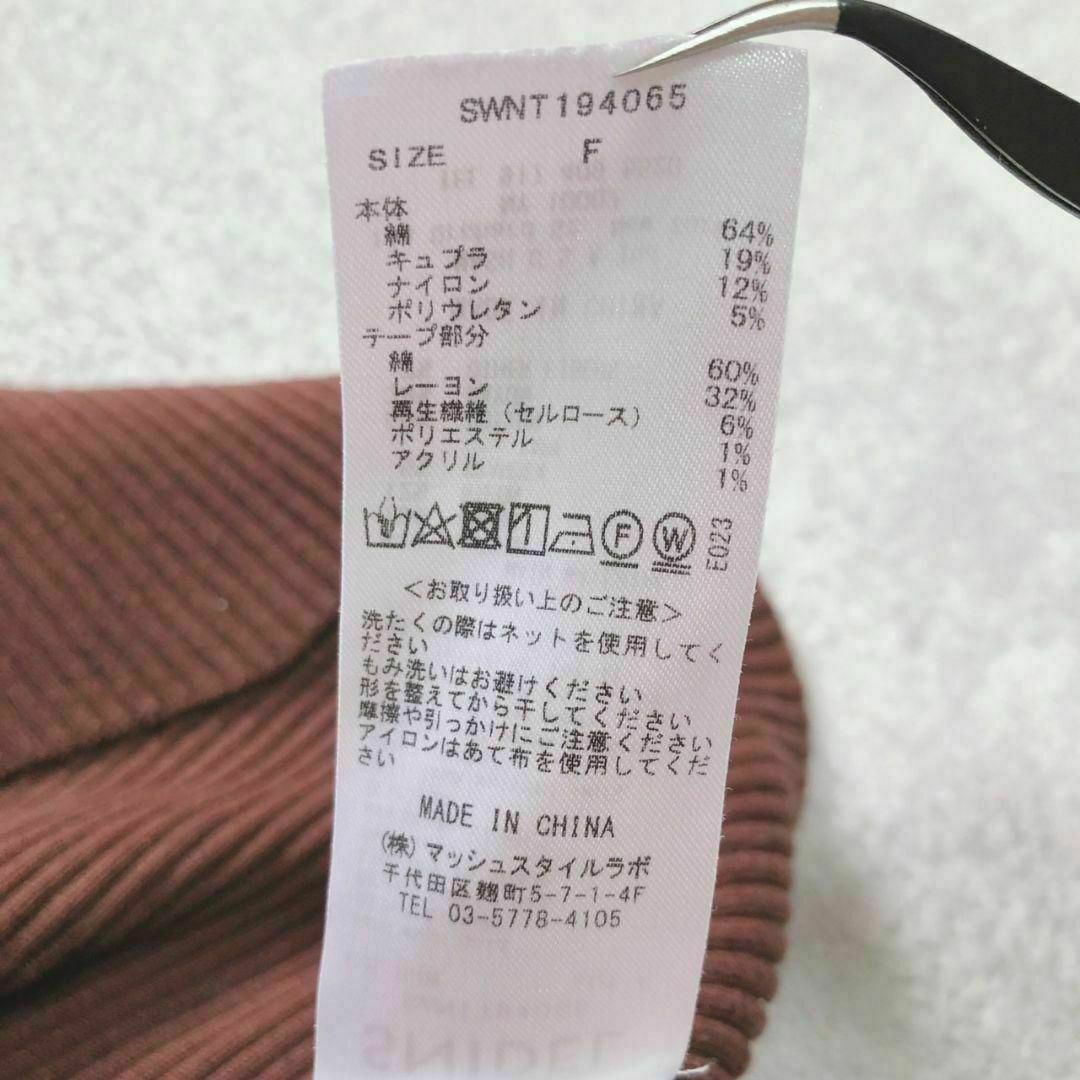 SWNT194065
SIZE F
本体
綿 64%
キュプラ 19%
ナイロン 12%
ポリウレタン 5%
テープ部分
綿 60%
レーヨン 32%
再生繊維（セルロース） 6%
ポリエステル 1%
アクリル 1%
F W E023
＜お取り扱い上のご注意＞
洗たくの際はネットを使用してく
ださい
もみ洗いはお避けください
形を整えてから干してください
摩擦や引っかけにご注意ください
アイロンはあて布を使用してくだ
さい
MADE IN CHINA
(株) マッシュスタイルラボ
千代田区麹町5-7-1-4F
TEL 03-5778-4105
SNIDEL